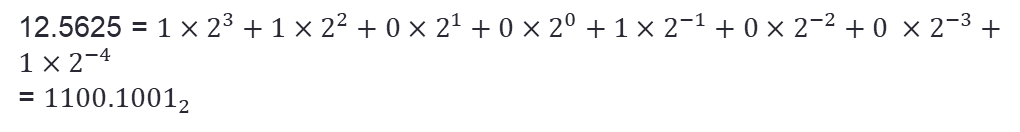 12.5625 = 1 × 2³ + 1 × 2² + 0 × 2¹ + 0 × 2⁰ + 1 × 2⁻¹ + 0 × 2⁻² + 0 × 2⁻³ +
1 × 2⁻⁴
= 1100.1001₂